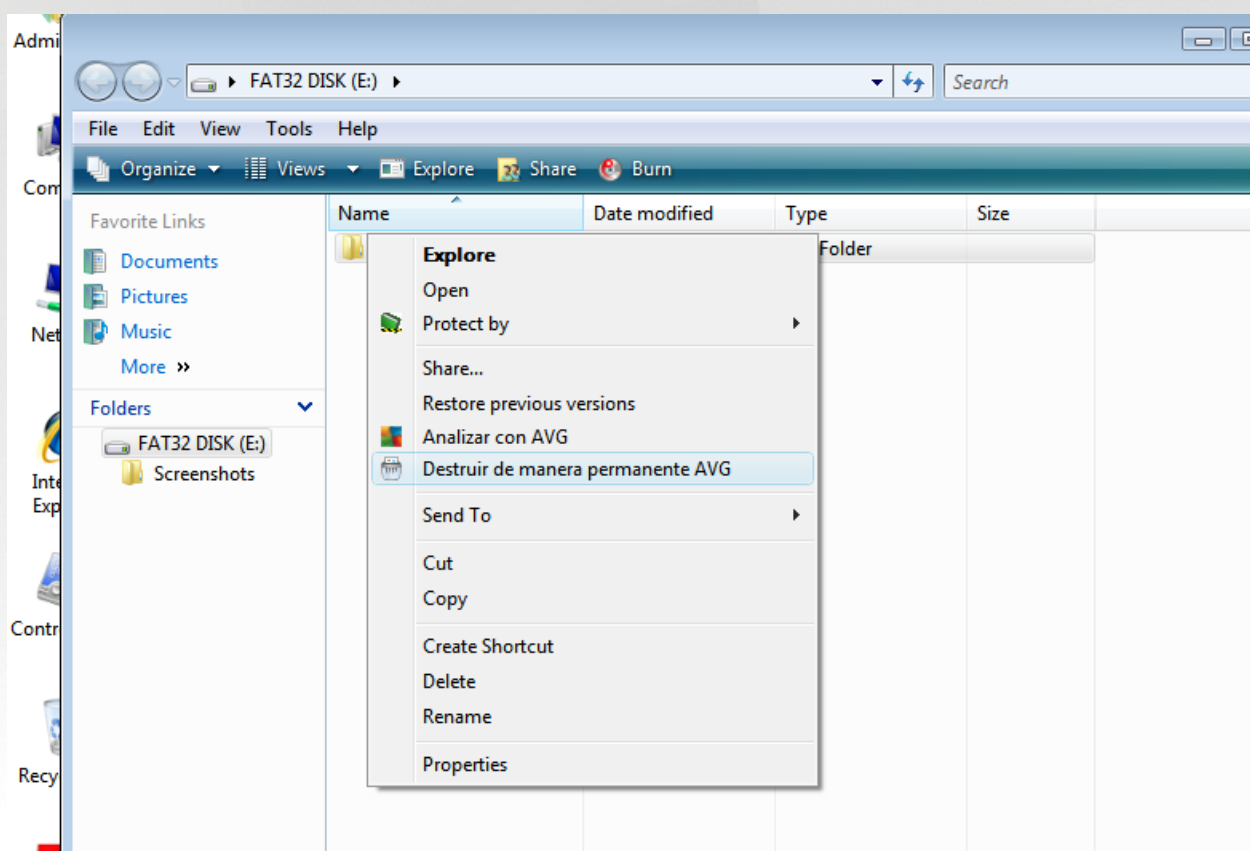 Admi
FAT32 DISK (E:)
Search
File Edit View Tools Help
Organize Views Explore Share Burn
Com
Favorite Links
Name Date modified Type Size
Folder
Documents
Pictures
Music
More »
Net
Folders
FAT32 DISK (E:)
Screenshots
Inte
Exp
Contr
Recy
Explore
Open
Protect by
Share...
Restore previous versions
Analizar con AVG
Destruir de manera permanente AVG
Send To
Cut
Copy
Create Shortcut
Delete
Rename
Properties